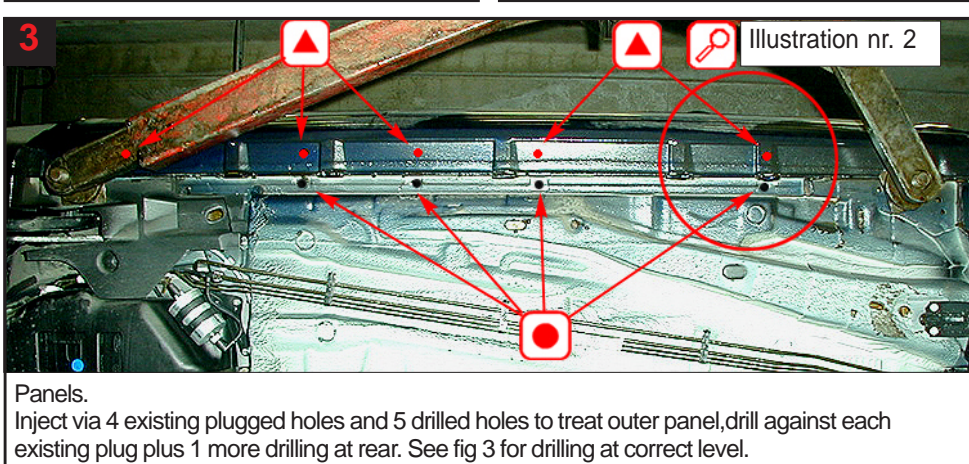 3
Illustration nr. 2
Panels.
Inject via 4 existing plugged holes and 5 drilled holes to treat outer panel,drill against each
existing plug plus 1 more drilling at rear. See fig 3 for drilling at correct level.